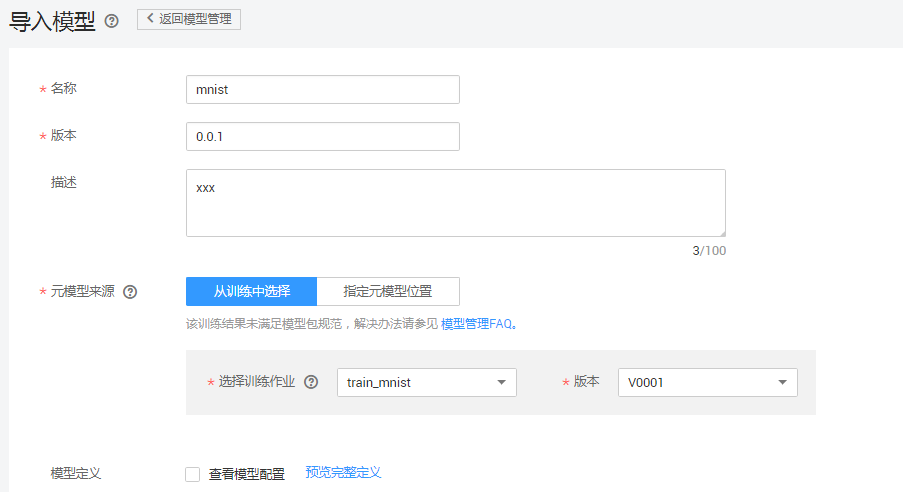 导入模型 ? < 返回模型管理
* 名称 mnist
* 版本 0.0.1
描述 xxx
3/100
* 元模型来源 ? 从训练中选择 指定元模型位置
该训练结果未满足模型包规范，解决办法请参见 模型管理FAQ。
* 选择训练作业 ? train_mnist * 版本 V0001
模型定义 查看模型配置 预览完整定义